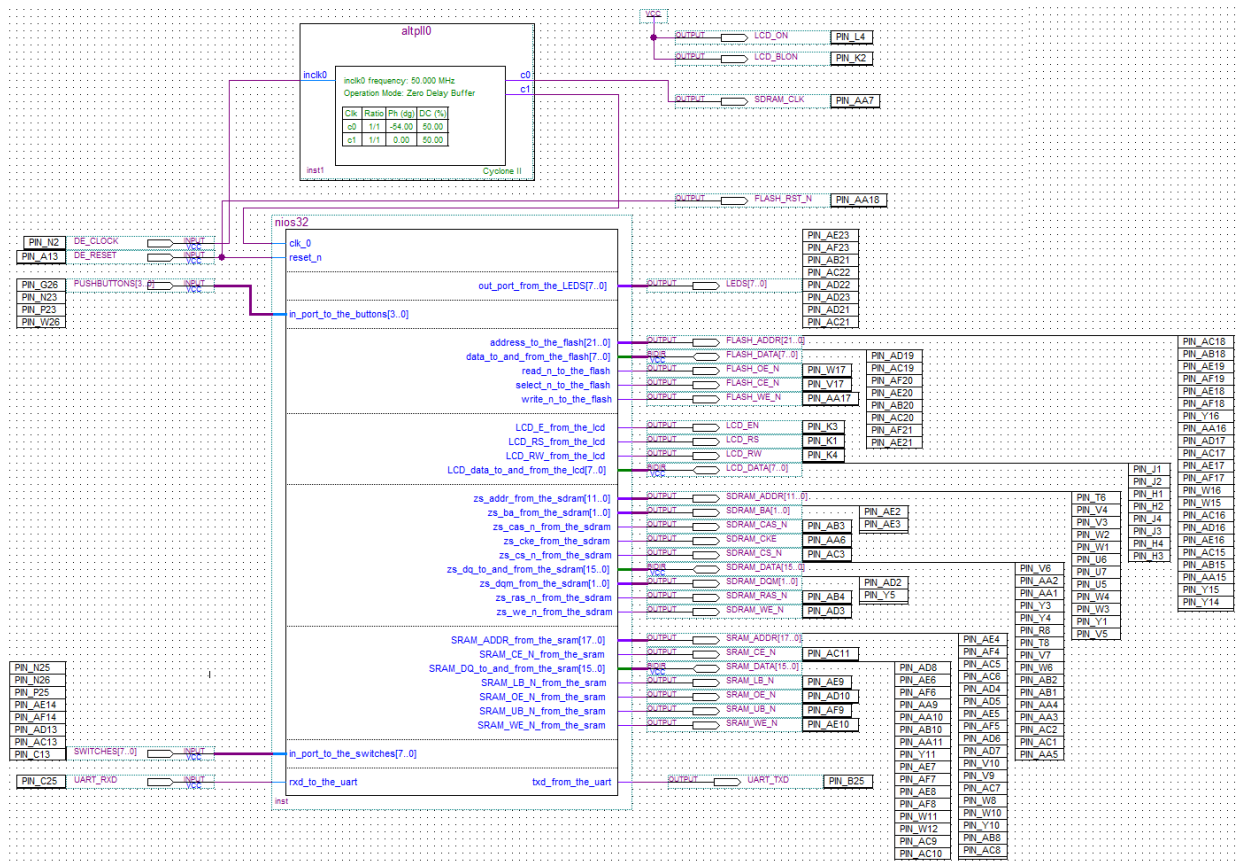 altpll0
inclk0
inclk0 frequency: 50.000 MHz
Operation Mode: Zero Delay Buffer
Clk Ratio Ph (dg) DC (%)
c0 1/1 -54.00 50.00
c1 1/1 0.00 50.00
c0
c1
inst1
Cyclone II
VCC
OUTPUT LCD_ON PIN_L4
OUTPUT LCD_BLON PIN_K2
OUTPUT SDRAM_CLK PIN_AA7
OUTPUT FLASH_RST_N PIN_AA18
PIN_N2 DE_CLOCK INPUT VCC
PIN_A13 DE_RESET INPUT VCC
PIN_G26 PUSHBUTTONS[3..0] INPUT VCC
PIN_N23
PIN_P23
PIN_W26
nios32
clk_0
reset_n
out_port_from_the_LEDS[7..0] OUTPUT LEDS[7..0]
PIN_AE23
PIN_AF23
PIN_AB21
PIN_AC22
PIN_AD22
PIN_AD23
PIN_AD21
PIN_AC21
in_port_to_the_buttons[3..0]
address_to_the_flash[21..0] OUTPUT FLASH_ADDR[21..0]
data_to_and_from_the_flash[7..0] BIDIR VCC FLASH_DATA[7..0]
read_n_to_the_flash OUTPUT FLASH_OE_N PIN_W17
select_n_to_the_flash OUTPUT FLASH_CE_N PIN_V17
write_n_to_the_flash OUTPUT FLASH_WE_N PIN_AA17
PIN_AD19
PIN_AC19
PIN_AF20
PIN_AE20
PIN_AB20
PIN_AC20
PIN_AF21
PIN_AE21
PIN_AC18
PIN_AB18
PIN_AE19
PIN_AF19
PIN_AE18
PIN_AF18
PIN_Y16
PIN_AA16
PIN_AD17
PIN_AC17
PIN_AE17
PIN_AF17
PIN_W16
PIN_W15
PIN_AC16
PIN_AD16
PIN_AE16
PIN_AC15
PIN_AB15
PIN_AA15
PIN_Y15
PIN_Y14
LCD_E_from_the_lcd OUTPUT LCD_EN PIN_K3
LCD_RS_from_the_lcd OUTPUT LCD_RS PIN_K1
LCD_RW_from_the_lcd OUTPUT LCD_RW PIN_K4
LCD_data_to_and_from_the_lcd[7..0] BIDIR VCC LCD_DATA[7..0]
PIN_J1
PIN_J2
PIN_H1
PIN_H2
PIN_J4
PIN_J3
PIN_H4
PIN_H3
zs_addr_from_the_sdram[11..0] OUTPUT SDRAM_ADDR[11..0]
zs_ba_from_the_sdram[1..0] OUTPUT SDRAM_BA[1..0] PIN_AE2
PIN_AE3
zs_cas_n_from_the_sdram OUTPUT SDRAM_CAS_N PIN_AB3
zs_cke_from_the_sdram OUTPUT SDRAM_CKE PIN_AA6
zs_cs_n_from_the_sdram OUTPUT SDRAM_CS_N PIN_AC3
zs_dq_to_and_from_the_sdram[15..0] BIDIR VCC SDRAM_DATA[15..0]
zs_dqm_from_the_sdram[1..0] OUTPUT SDRAM_DQM[1..0] PIN_AD2
PIN_Y5
zs_ras_n_from_the_sdram OUTPUT SDRAM_RAS_N PIN_AB4
zs_we_n_from_the_sdram OUTPUT SDRAM_WE_N PIN_AD3
PIN_T6
PIN_V4
PIN_V3
PIN_W2
PIN_W1
PIN_U6
PIN_U7
PIN_U5
PIN_W4
PIN_W3
PIN_Y1
PIN_V5
PIN_V6
PIN_AA2
PIN_AA1
PIN_Y3
PIN_Y4
PIN_R8
PIN_T8
PIN_V7
PIN_W6
PIN_AB2
PIN_AB1
PIN_AA4
PIN_AA3
PIN_AC2
PIN_AC1
PIN_AA5
SRAM_ADDR_from_the_sram[17..0] OUTPUT SRAM_ADDR[17..0]
SRAM_CE_N_from_the_sram OUTPUT SRAM_CE_N PIN_AC11
SRAM_DQ_to_and_from_the_sram[15..0] BIDIR VCC SRAM_DATA[15..0]
SRAM_LB_N_from_the_sram OUTPUT SRAM_LB_N PIN_AE9
SRAM_OE_N_from_the_sram OUTPUT SRAM_OE_N PIN_AD10
SRAM_UB_N_from_the_sram OUTPUT SRAM_UB_N PIN_AF9
SRAM_WE_N_from_the_sram OUTPUT SRAM_WE_N PIN_AE10
PIN_AD8
PIN_AE6
PIN_AF6
PIN_AA9
PIN_AA10
PIN_AB10
PIN_AA11
PIN_Y11
PIN_AE7
PIN_AF7
PIN_AE8
PIN_AF8
PIN_W11
PIN_W12
PIN_AC9
PIN_AC10
PIN_AE4
PIN_AF4
PIN_AC5
PIN_AC6
PIN_AD4
PIN_AD5
PIN_AE5
PIN_AF5
PIN_AD6
PIN_AD7
PIN_V10
PIN_V9
PIN_AC7
PIN_W8
PIN_W10
PIN_Y10
PIN_AB8
PIN_AC8
PIN_N25
PIN_N26
PIN_P25
PIN_AE14
PIN_AF14
PIN_AD13
PIN_AC13
PIN_C13 SWITCHES[7..0] INPUT VCC
in_port_to_the_switches[7..0]
PIN_C25 UART_RXD INPUT VCC
rxd_to_the_uart
txd_from_the_uart OUTPUT UART_TXD PIN_B25
inst